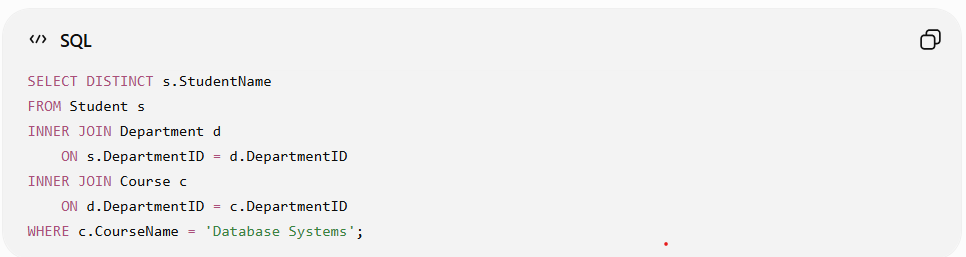 SQL
SELECT DISTINCT s.StudentName
FROM Student s
INNER JOIN Department d
    ON s.DepartmentID = d.DepartmentID
INNER JOIN Course c
    ON d.DepartmentID = c.DepartmentID
WHERE c.CourseName = 'Database Systems';